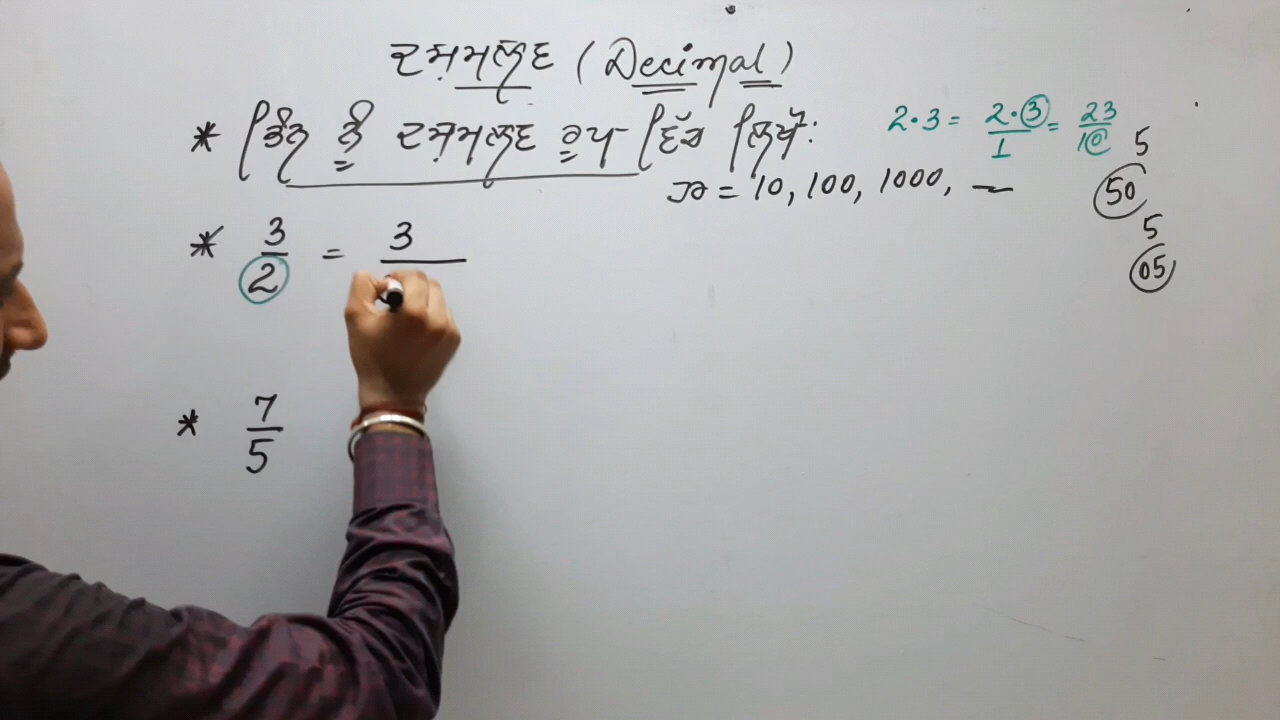 ਦਸ਼ਮਲਵ (Decimal)
* ਭਿੰਨ ਨੂੰ ਦਸ਼ਮਲਵ ਰੂਪ ਵਿੱਚ ਲਿਖੋ:
2·3 = 2·3/1 = 23/10
ਹਰ = 10, 100, 1000, —
5
50
5
05
* 3/2 = 3
* 7/5